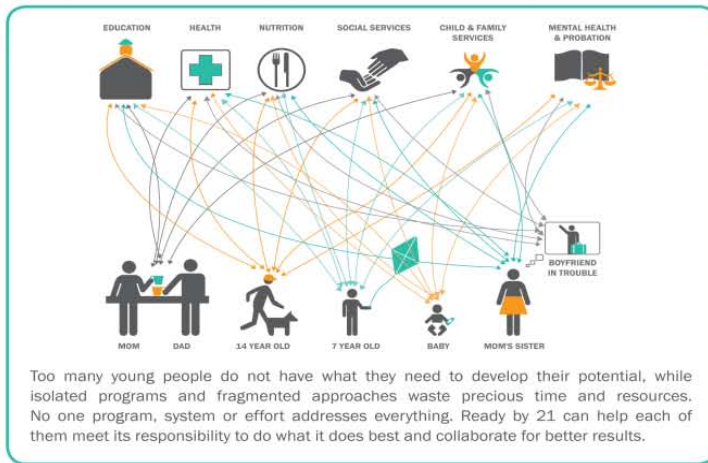 EDUCATION
HEALTH
NUTRITION
SOCIAL SERVICES
CHILD & FAMILY
SERVICES
MENTAL HEALTH
& PROBATION
BOYFRIEND
IN TROUBLE
MOM
DAD
14 YEAR OLD
7 YEAR OLD
BABY
MOM'S SISTER
Too many young people do not have what they need to develop their potential, while
isolated programs and fragmented approaches waste precious time and resources.
No one program, system or effort addresses everything. Ready by 21 can help each of
them meet its responsibility to do what it does best and collaborate for better results.